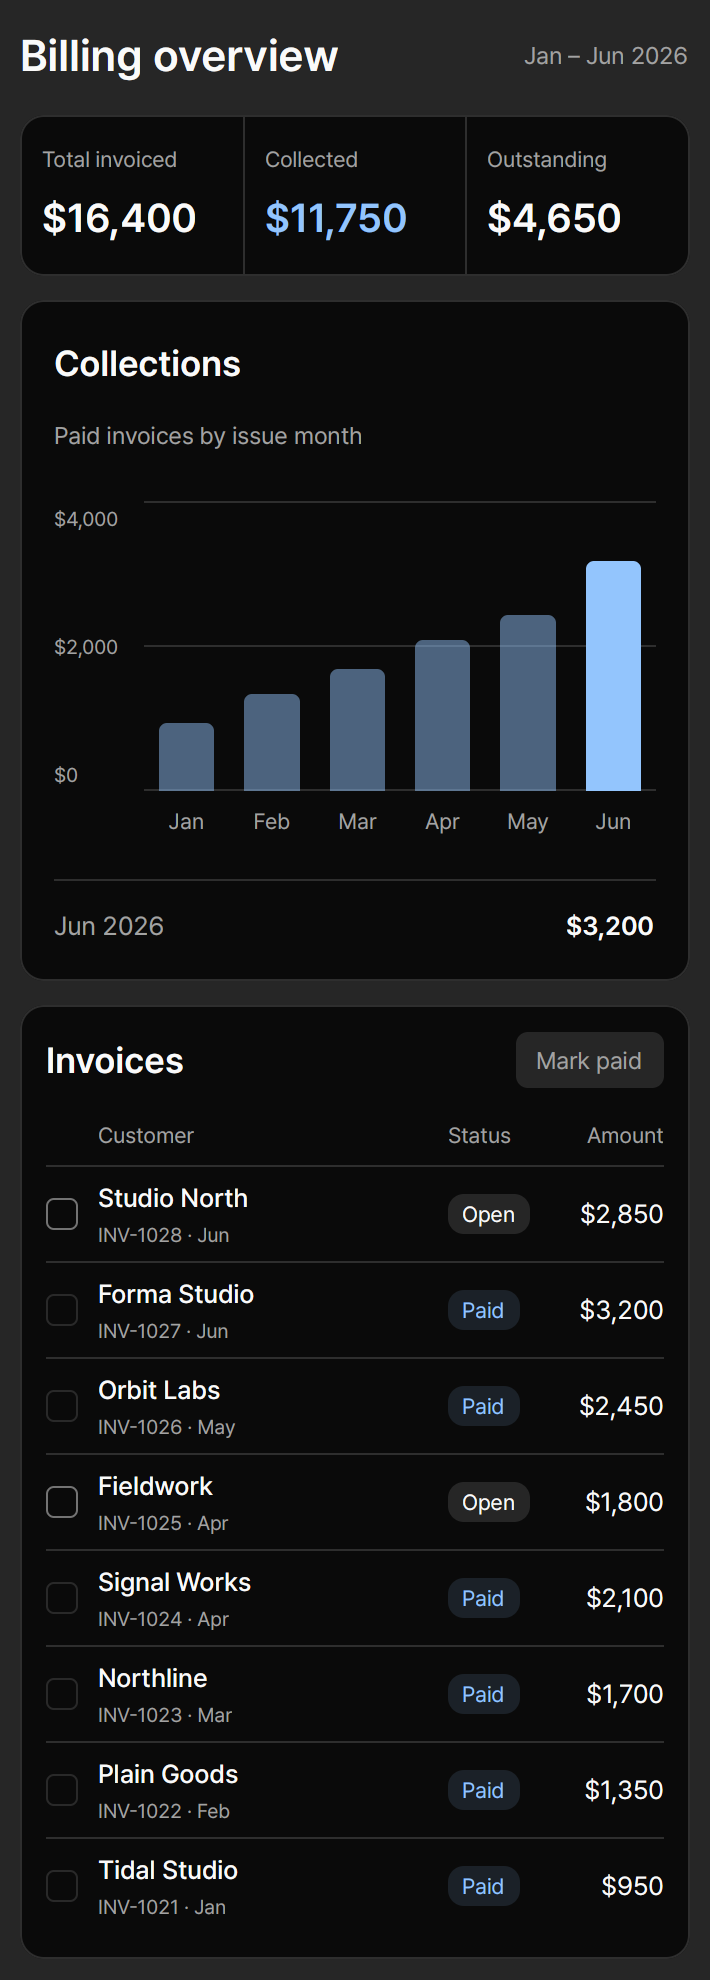 Billing overview
Jan – Jun 2026
Total invoiced
Collected
Outstanding
$16,400
$11,750
$4,650
Collections
Paid invoices by issue month
$4,000
$2,000
$0
Jan Feb Mar Apr May Jun
Jun 2026 $3,200
Invoices
Mark paid
Customer Status Amount
Studio North
INV-1028 · Jun
Open $2,850
Forma Studio
INV-1027 · Jun
Paid $3,200
Orbit Labs
INV-1026 · May
Paid $2,450
Fieldwork
INV-1025 · Apr
Open $1,800
Signal Works
INV-1024 · Apr
Paid $2,100
Northline
INV-1023 · Mar
Paid $1,700
Plain Goods
INV-1022 · Feb
Paid $1,350
Tidal Studio
INV-1021 · Jan
Paid $950